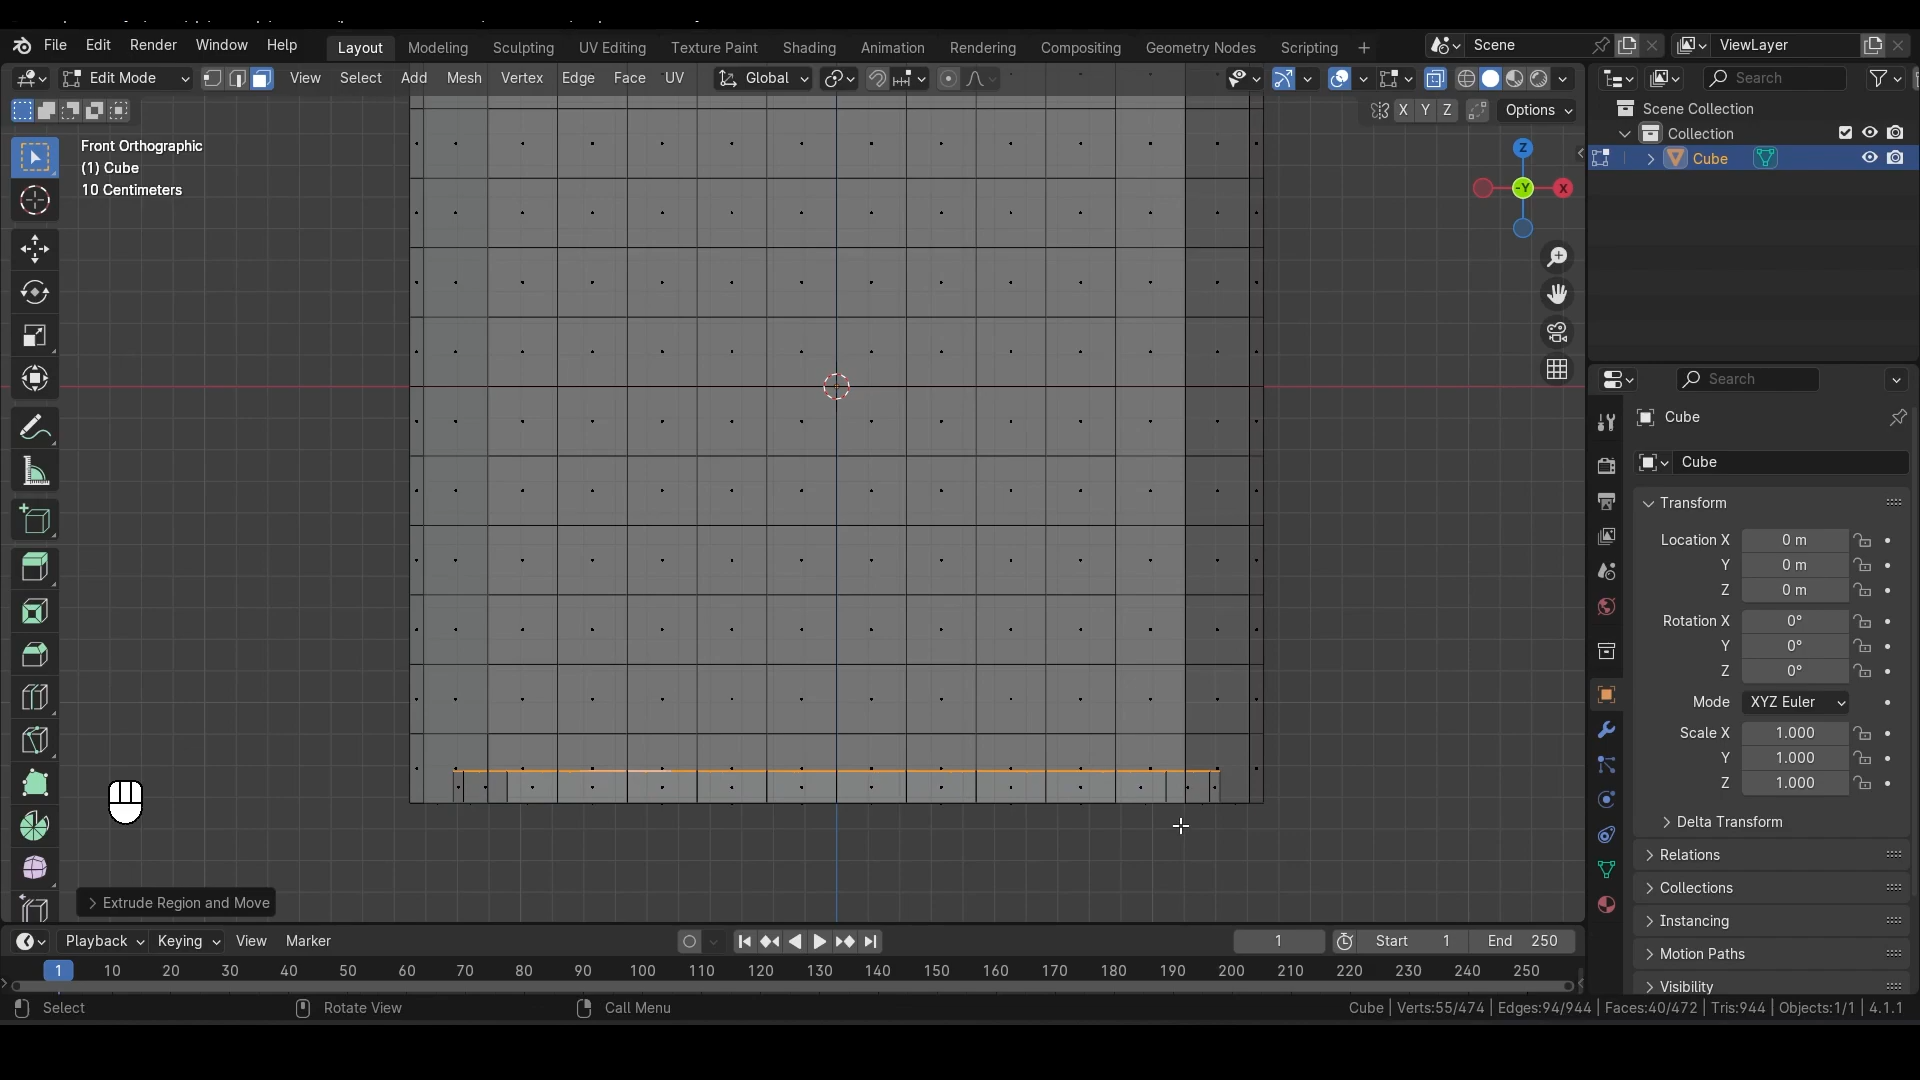 File Edit Render Window Help Layout Modeling Sculpting UV Editing Texture Paint Shading Animation Rendering Compositing Geometry Nodes Scripting Scene ViewLayer
Edit Mode View Select Add Mesh Vertex Edge Face UV Global Search
X Y Z Options
Front Orthographic
(1) Cube
10 Centimeters
Z
-Y X
Scene Collection
Collection
Cube
Search
Cube
Cube
Transform
Location X 0 m
Y 0 m
Z 0 m
Rotation X 0°
Y 0°
Z 0°
Mode XYZ Euler
Scale X 1.000
Y 1.000
Z 1.000
Delta Transform
Relations
Collections
Instancing
Motion Paths
Visibility
Extrude Region and Move
Playback Keying View Marker 1 Start 1 End 250
1 10 20 30 40 50 60 70 80 90 100 110 120 130 140 150 160 170 180 190 200 210 220 230 240 250
Select Rotate View Call Menu Cube | Verts:55/474 | Edges:94/944 | Faces:40/472 | Tris:944 | Objects:1/1 | 4.1.1